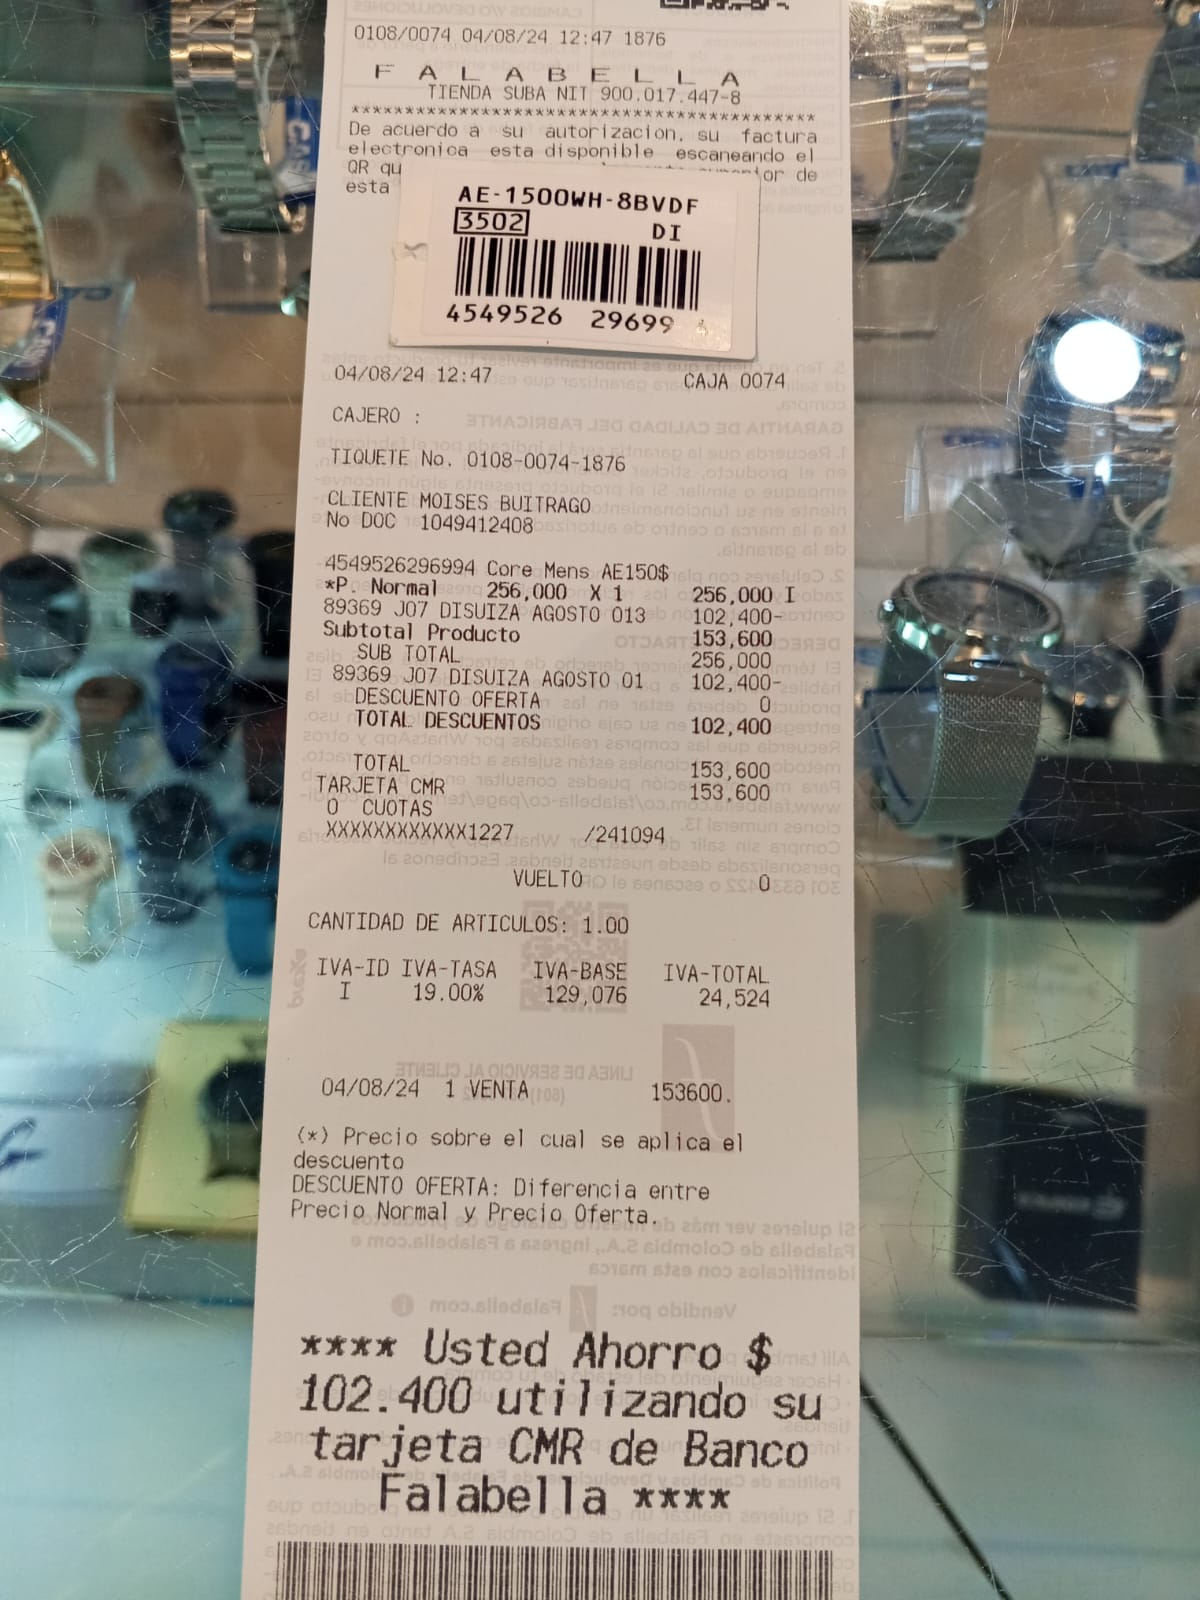 0108/0074 04/08/24 12:47 1876
F A L A B E L L A
TIENDA SUBA NIT 900.017.447-8
********************************************
De acuerdo a su autorizacion, su factura
electronica esta disponible escaneando el
QR qu or de
esta
AE-1500WH-8BVDF
3502 DI
4549526 29699
04/08/24 12:47 CAJA 0074
CAJERO :
TIQUETE No. 0108-0074-1876
CLIENTE MOISES BUITRAGO
No DOC 1049412408
4549526296994 Core Mens AE150$
*P. Normal 256,000 X 1 256,000 I
89369 J07 DISUIZA AGOSTO 013 102,400-
Subtotal Producto 153,600
SUB TOTAL 256,000
89369 J07 DISUIZA AGOSTO 01 102,400-
DESCUENTO OFERTA 0
TOTAL DESCUENTOS 102,400
TOTAL 153,600
TARJETA CMR 153,600
0 CUOTAS
XXXXXXXXXXXX1227 /241094
VUELTO 0
CANTIDAD DE ARTICULOS: 1.00
IVA-ID IVA-TASA IVA-BASE IVA-TOTAL
I 19.00% 129,076 24,524
04/08/24 1 VENTA 153600.
(*) Precio sobre el cual se aplica el
descuento
DESCUENTO OFERTA: Diferencia entre
Precio Normal y Precio Oferta.
**** Usted Ahorro $
102.400 utilizando su
tarjeta CMR de Banco
Falabella ****